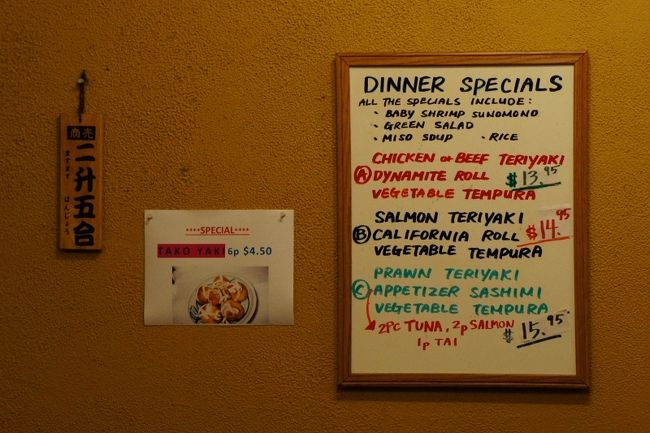 商売
二升五合
ますます
はんじょう
****SPECIAL****
TAKO YAKI 6p $4.50
DINNER SPECIALS
ALL THE SPECIALS INCLUDE:
· BABY SHRIMP SUNOMONO
· GREEN SALAD
· MISO SOUP · RICE
CHICKEN or BEEF TERIYAKI
Ⓐ DYNAMITE ROLL $13.95
VEGETABLE TEMPURA
SALMON TERIYAKI
Ⓑ CALIFORNIA ROLL $14.95
VEGETABLE TEMPURA
PRAWN TERIYAKI
Ⓒ APPETIZER SASHIMI
VEGETABLE TEMPURA
2PC TUNA, 2p SALMON $15.95
1p TAI